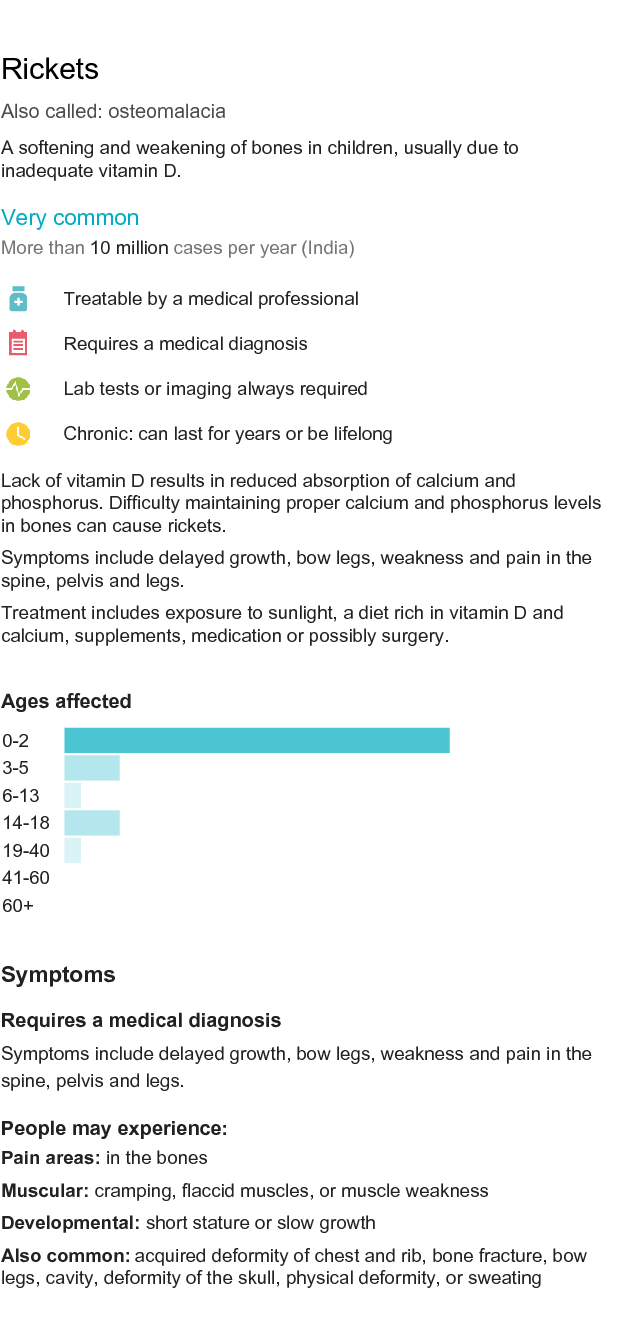 Rickets
Also called: osteomalacia
A softening and weakening of bones in children, usually due to
inadequate vitamin D.
Very common
More than 10 million cases per year (India)
Treatable by a medical professional
Requires a medical diagnosis
Lab tests or imaging always required
Chronic: can last for years or be lifelong
Lack of vitamin D results in reduced absorption of calcium and
phosphorus. Difficulty maintaining proper calcium and phosphorus levels
in bones can cause rickets.
Symptoms include delayed growth, bow legs, weakness and pain in the
spine, pelvis and legs.
Treatment includes exposure to sunlight, a diet rich in vitamin D and
calcium, supplements, medication or possibly surgery.
Ages affected
0-2
3-5
6-13
14-18
19-40
41-60
60+
Symptoms
Requires a medical diagnosis
Symptoms include delayed growth, bow legs, weakness and pain in the
spine, pelvis and legs.
People may experience:
Pain areas: in the bones
Muscular: cramping, flaccid muscles, or muscle weakness
Developmental: short stature or slow growth
Also common: acquired deformity of chest and rib, bone fracture, bow
legs, cavity, deformity of the skull, physical deformity, or sweating